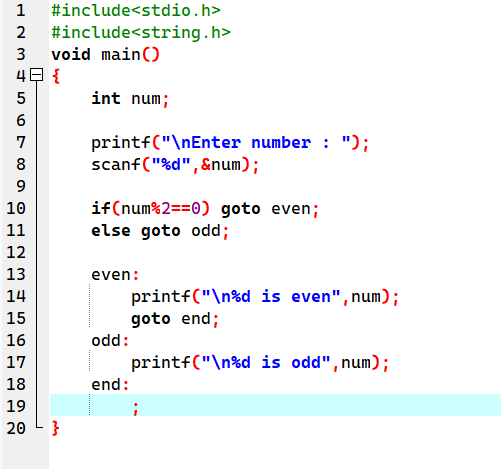 1 #include<stdio.h>
2 #include<string.h>
3 void main()
4 {
5     int num;
6
7     printf("\nEnter number : ");
8     scanf("%d",&num);
9
10     if(num%2==0) goto even;
11     else goto odd;
12
13     even:
14         printf("\n%d is even",num);
15         goto end;
16     odd:
17         printf("\n%d is odd",num);
18     end:
19         ;
20 }